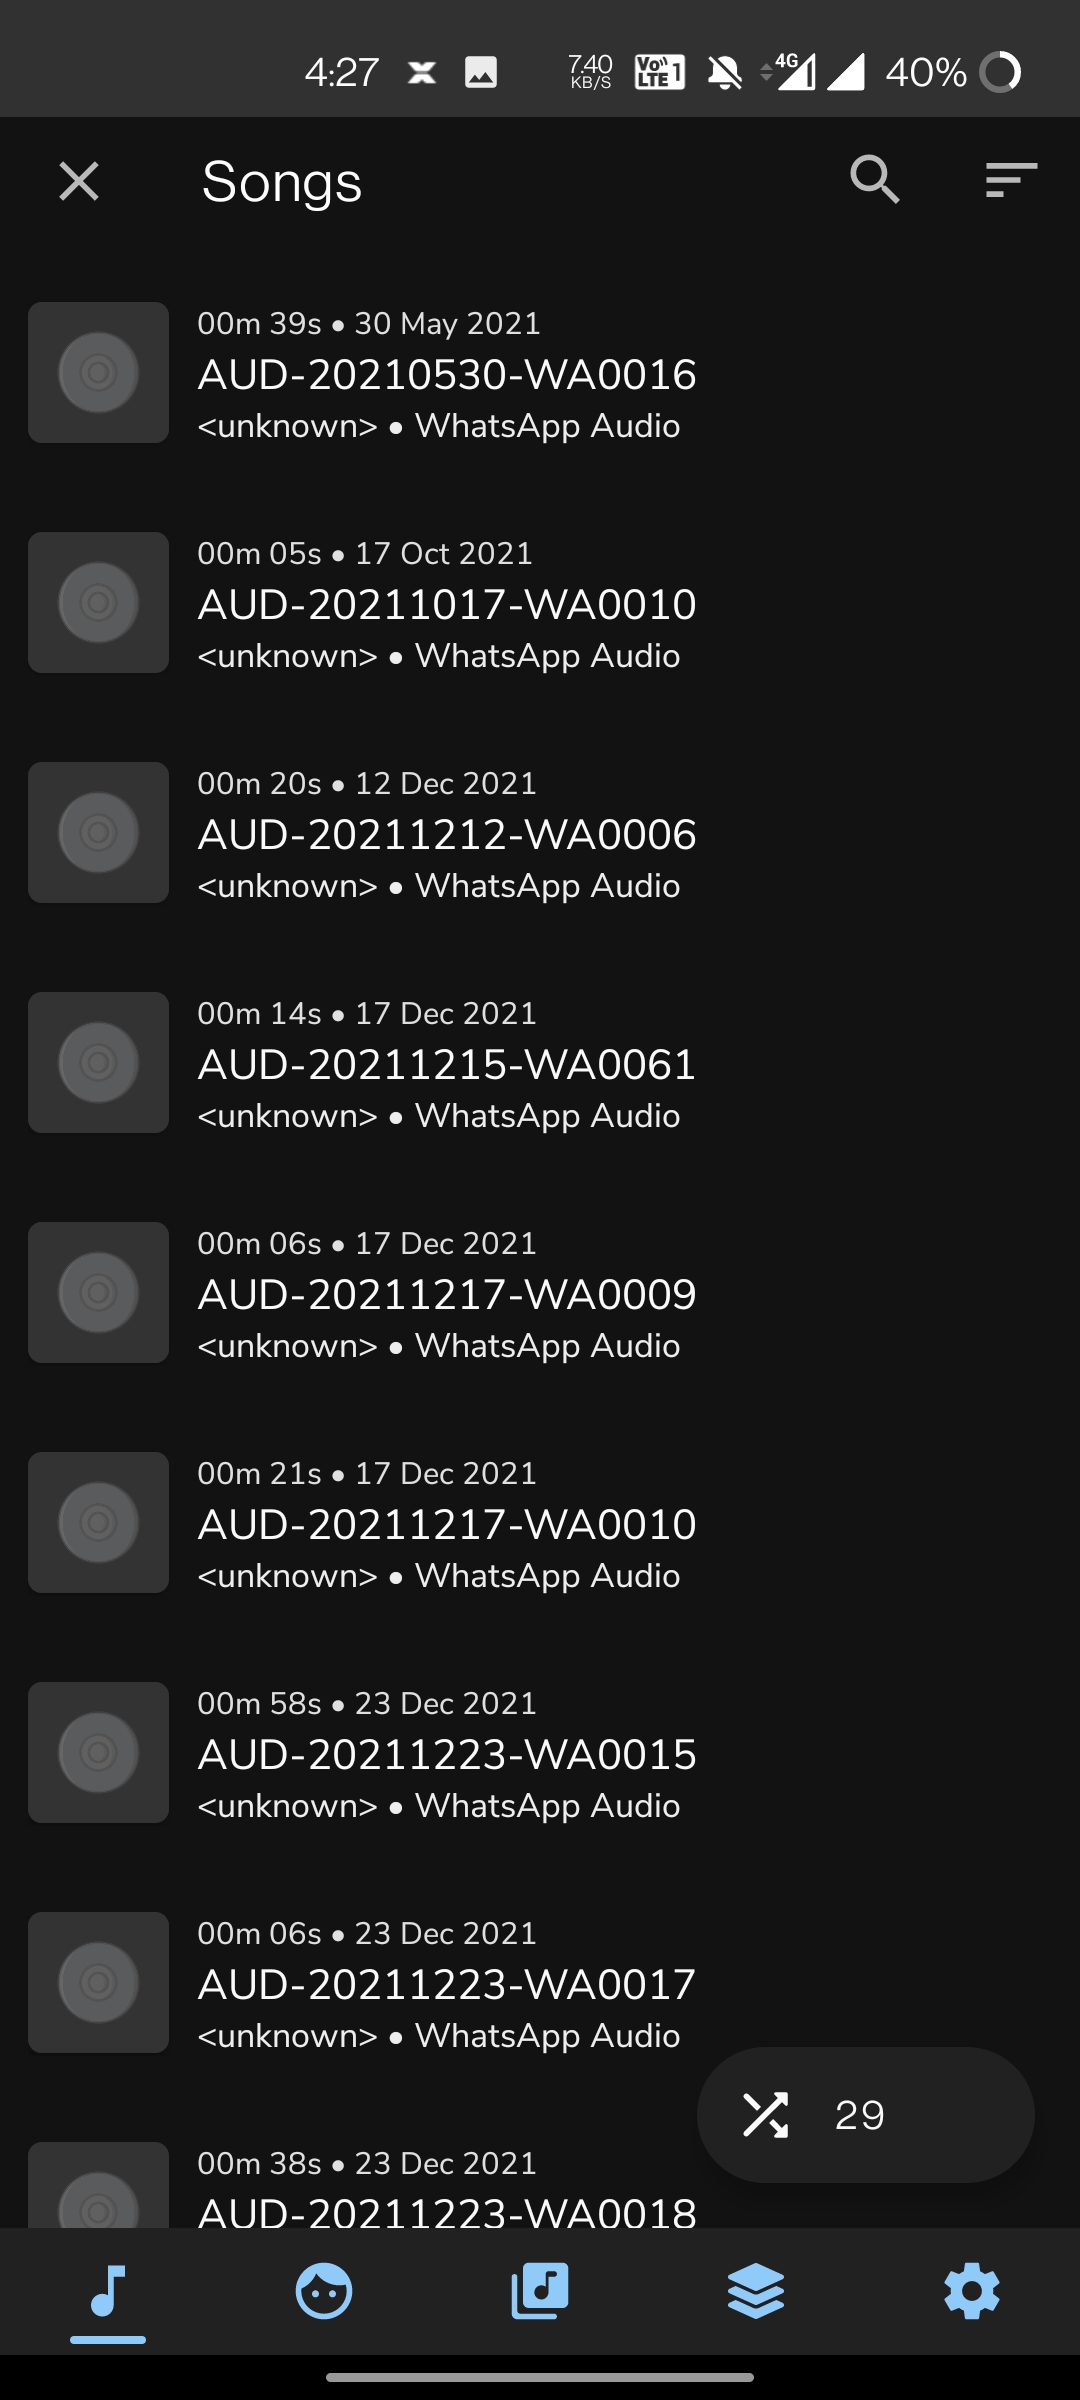 4:27 7.40 KB/S VoLTE 1 4G 40%
Songs
00m 39s • 30 May 2021
AUD-20210530-WA0016
<unknown> • WhatsApp Audio
00m 05s • 17 Oct 2021
AUD-20211017-WA0010
<unknown> • WhatsApp Audio
00m 20s • 12 Dec 2021
AUD-20211212-WA0006
<unknown> • WhatsApp Audio
00m 14s • 17 Dec 2021
AUD-20211215-WA0061
<unknown> • WhatsApp Audio
00m 06s • 17 Dec 2021
AUD-20211217-WA0009
<unknown> • WhatsApp Audio
00m 21s • 17 Dec 2021
AUD-20211217-WA0010
<unknown> • WhatsApp Audio
00m 58s • 23 Dec 2021
AUD-20211223-WA0015
<unknown> • WhatsApp Audio
00m 06s • 23 Dec 2021
AUD-20211223-WA0017
<unknown> • WhatsApp Audio
29
00m 38s • 23 Dec 2021
AUD-20211223-WA0018